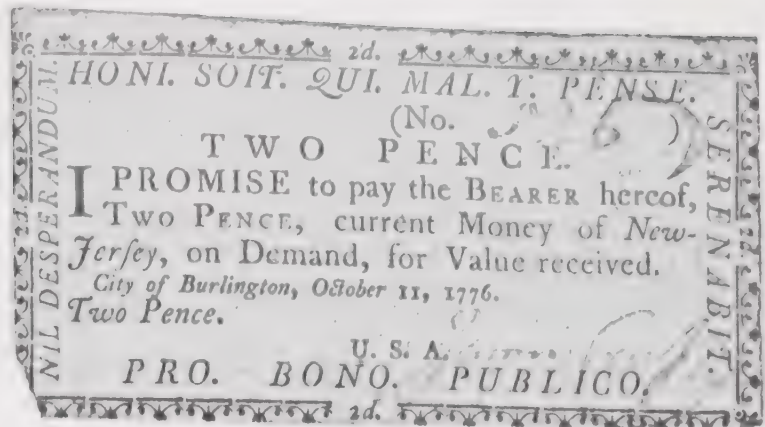 2d.
HONI. SOIT. QUI. MAL. Y. PENSE.
(No. )
TWO PENCE.
I PROMISE to pay the BEARER hereof,
TWO PENCE, current Money of New-
Jerſey, on Demand, for Value received.
City of Burlington, October 11, 1776.
Two Pence.
U. S. A.
PRO. BONO. PUBLICO.
2d.
NIL DESPERANDUM.
2d.
SERENABIT.
2d.